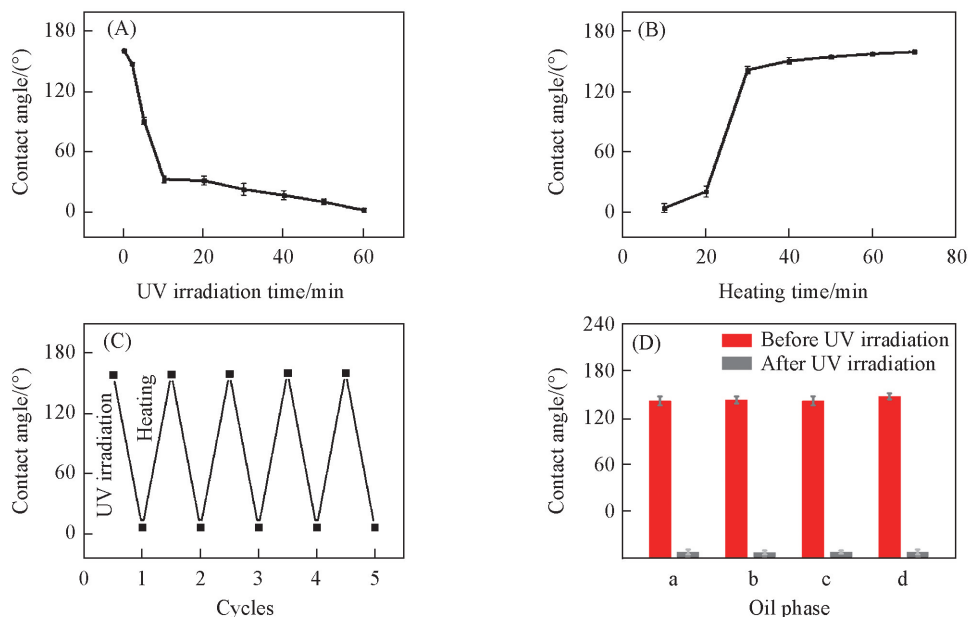 (A)
Contact angle/(°)
180
120
60
0
0 20 40 60
UV irradiation time/min
(B)
Contact angle/(°)
180
120
60
0
0 20 40 60 80
Heating time/min
(C)
Contact angle/(°)
180
120
60
0
UV irradiation
Heating
0 1 2 3 4 5
Cycles
(D)
Before UV irradiation
After UV irradiation
Contact angle/(°)
240
180
120
60
0
a b c d
Oil phase